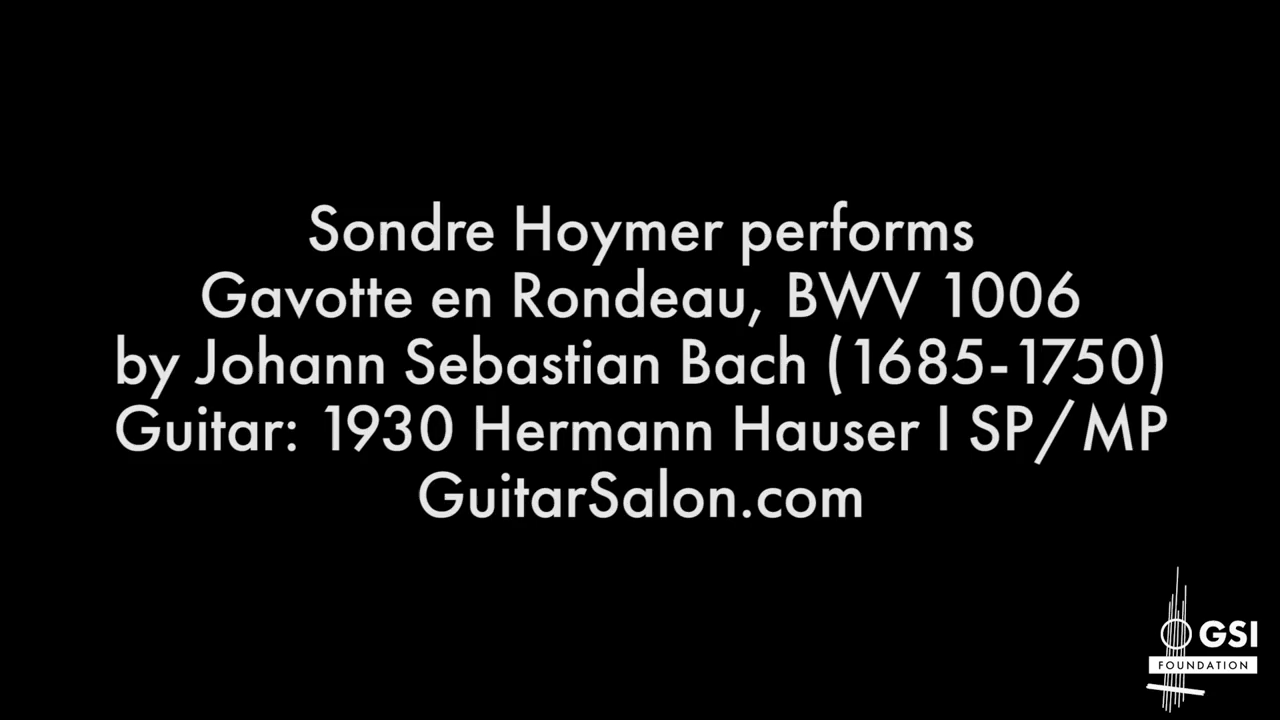 Sondre Hoymer performs
Gavotte en Rondeau, BWV 1006
by Johann Sebastian Bach (1685-1750)
Guitar: 1930 Hermann Hauser I SP/MP
GuitarSalon.com
GSI
FOUNDATION